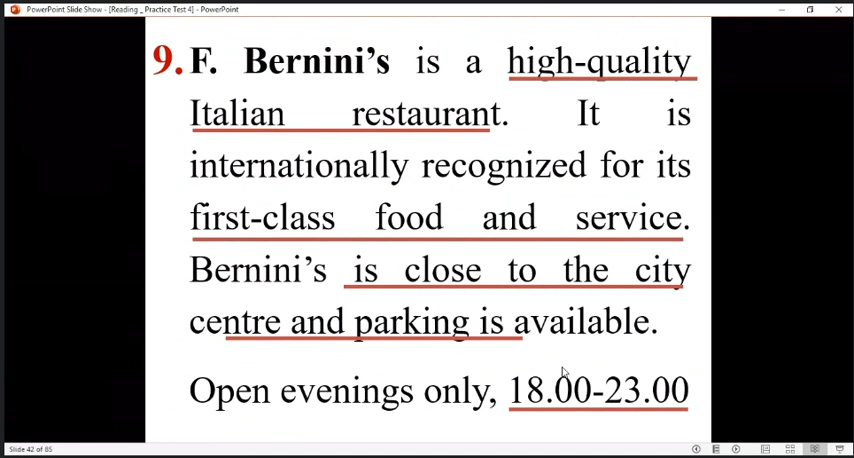 PowerPoint Slide Show - [Reading _ Practice Test 4] - PowerPoint
9. F. Bernini’s is a high-quality
Italian restaurant. It is
internationally recognized for its
first-class food and service.
Bernini’s is close to the city
centre and parking is available.
Open evenings only, 18.00-23.00
Slide 42 of 85